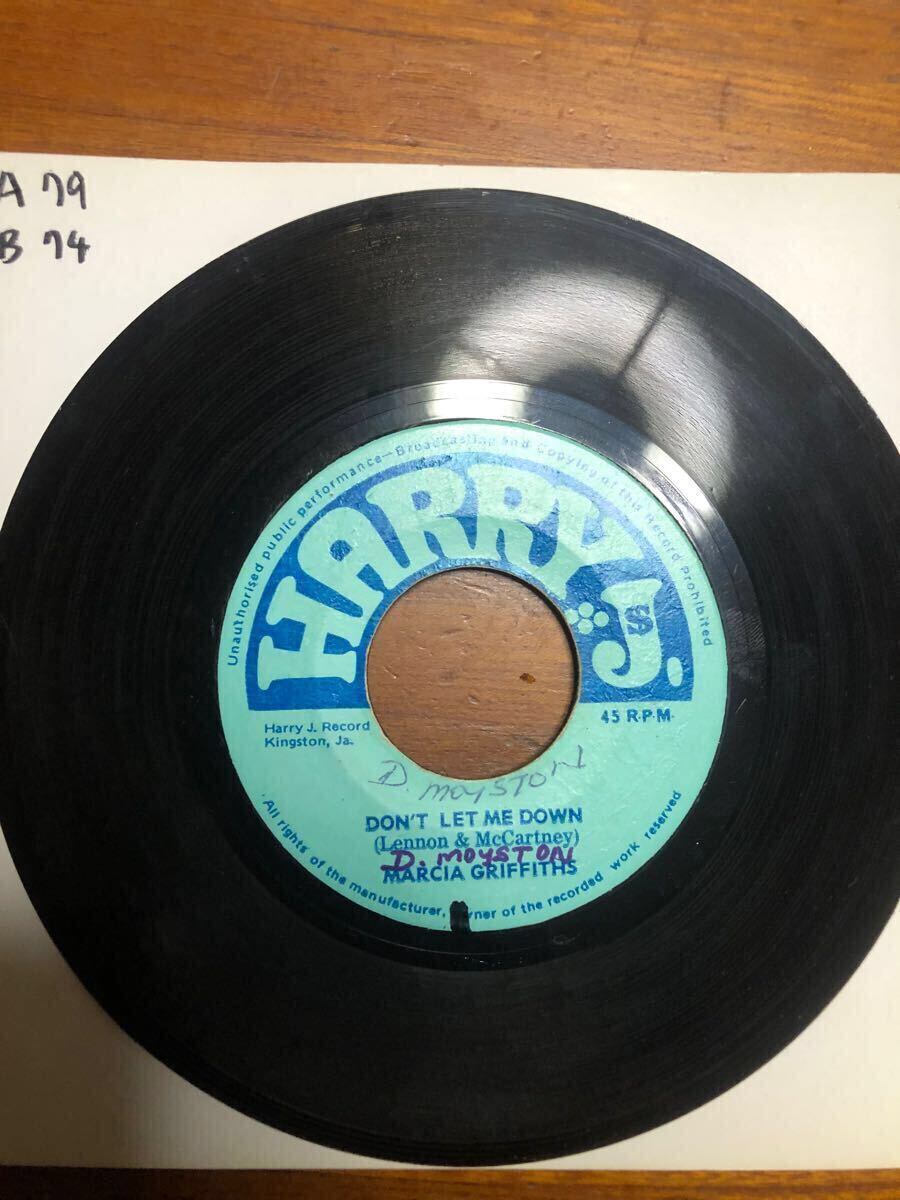 A 79
B 74
Unauthorised public performance-Broadcasting and Copying of this Record Prohibited
HARRY J.
$
Harry J. Record
Kingston, Ja.
45 R.P.M.
D. MOYSTON
DON'T LET ME DOWN
(Lennon & McCartney)
D. MOYSTON
MARCIA GRIFFITHS
All rights of the manufacturer, wner of the recorded work reserved